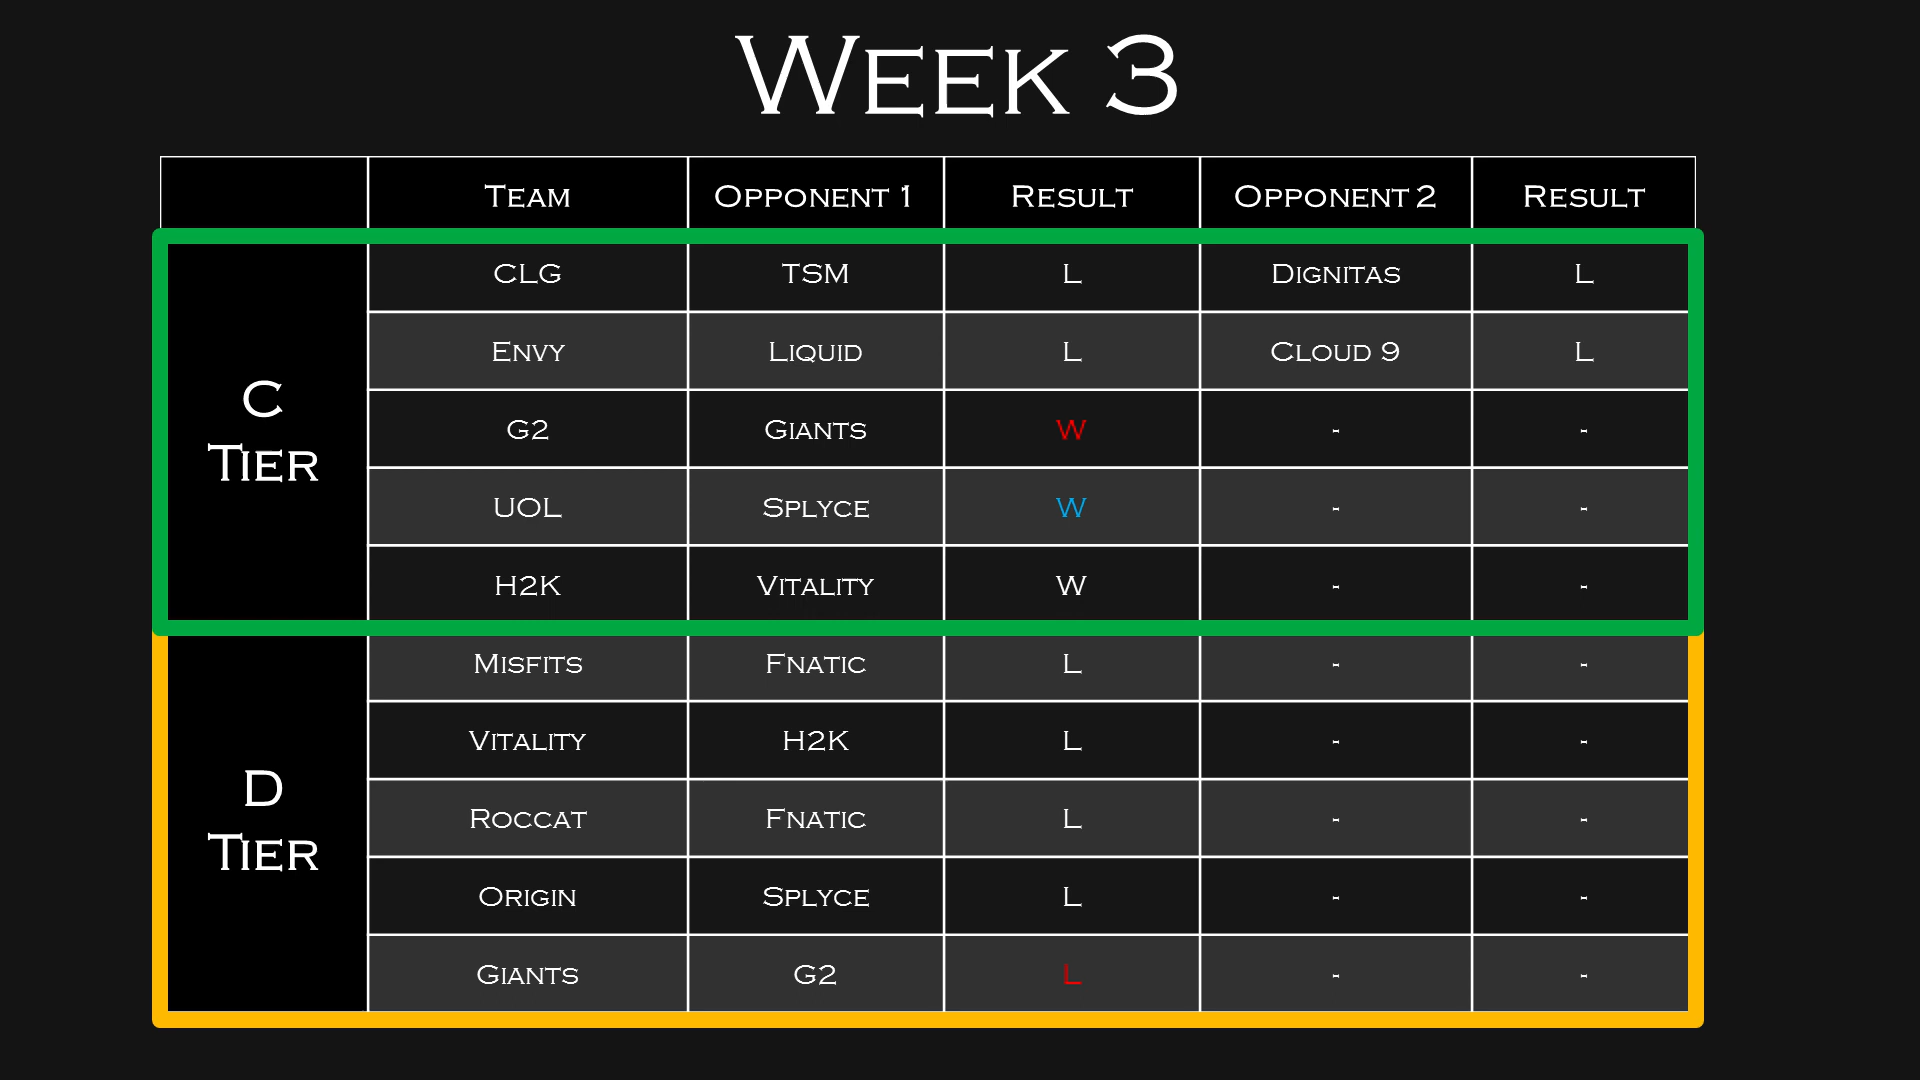 Week 3
Team Opponent 1 Result Opponent 2 Result
C Tier
CLG TSM L Dignitas L
Envy Liquid L Cloud 9 L
G2 Giants W - -
UOL Splyce W - -
H2K Vitality W - -
D Tier
Misfits Fnatic L - -
Vitality H2K L - -
Roccat Fnatic L - -
Origin Splyce L - -
Giants G2 L - -